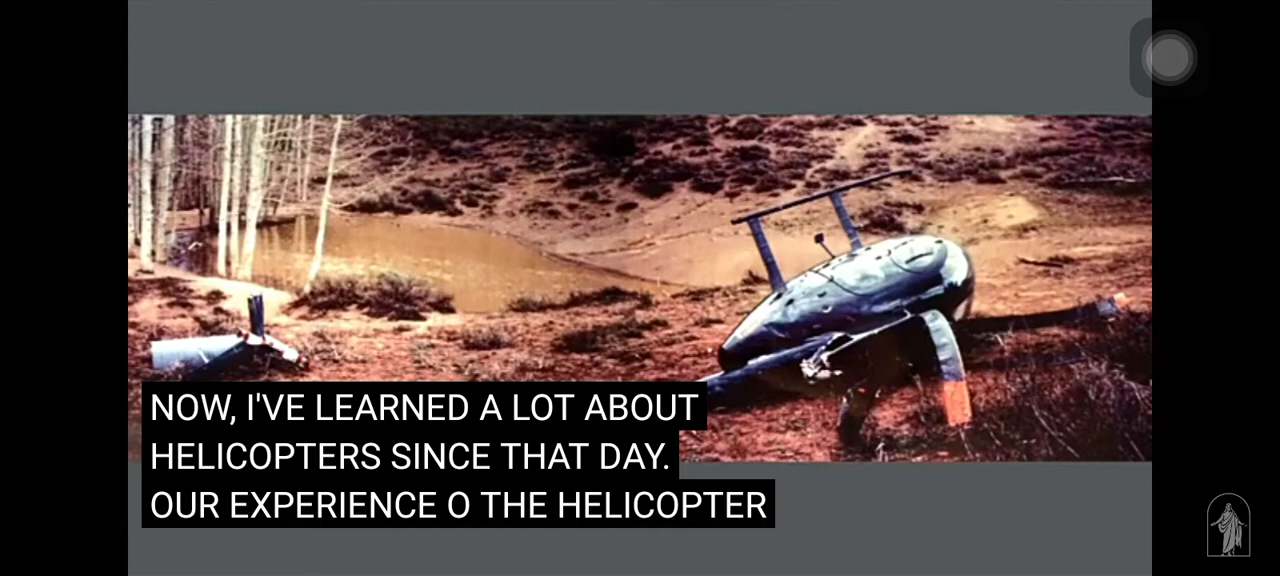 NOW, I'VE LEARNED A LOT ABOUT
HELICOPTERS SINCE THAT DAY.
OUR EXPERIENCE O THE HELICOPTER